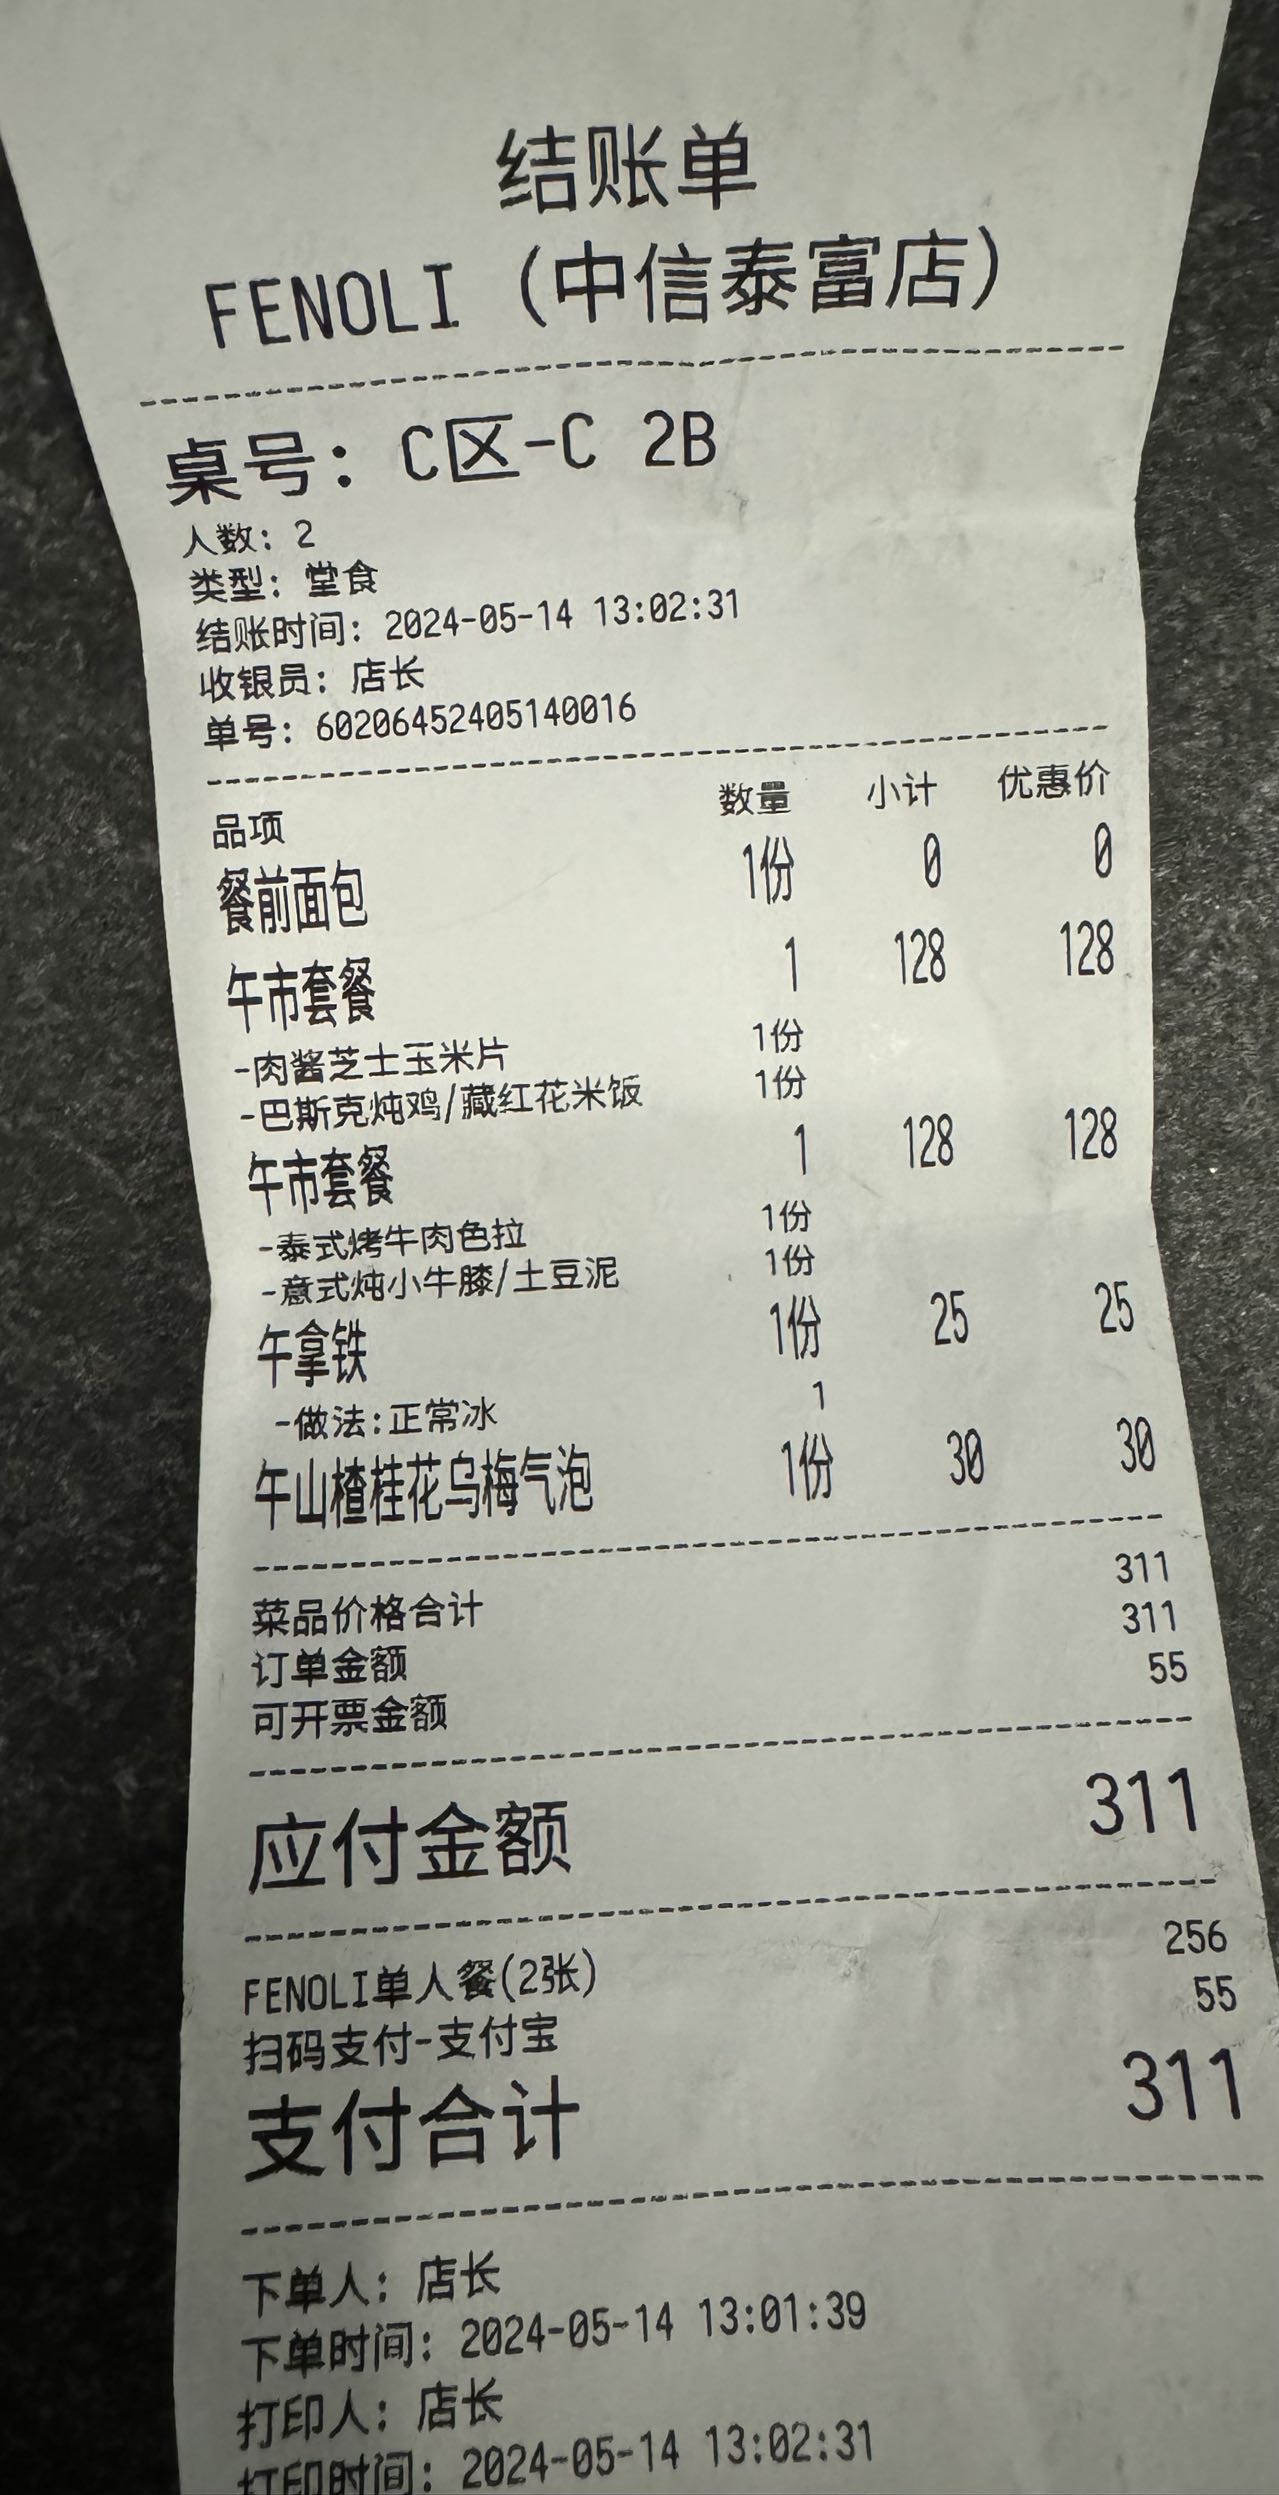 结账单
FENOLI (中信泰富店)
桌号: C区-C 2B
人数: 2
类型: 堂食
结账时间: 2024-05-14 13:02:31
收银员: 店长
单号: 60206452405140016
品项 数量 小计 优惠价
餐前面包 1份 0 0
午市套餐 1 128 128
-肉酱芝士玉米片 1份
-巴斯克炖鸡/藏红花米饭 1份
午市套餐 1 128 128
-泰式烤牛肉色拉 1份
-意式炖小牛膝/土豆泥 1份
午拿铁 1份 25 25
-做法:正常冰 1
午山楂桂花乌梅气泡 1份 30 30
菜品价格合计 311
订单金额 311
可开票金额 55
应付金额 311
FENOLI单人餐(2张) 256
扫码支付-支付宝 55
支付合计 311
下单人: 店长
下单时间: 2024-05-14 13:01:39
打印人: 店长
打印时间: 2024-05-14 13:02:31